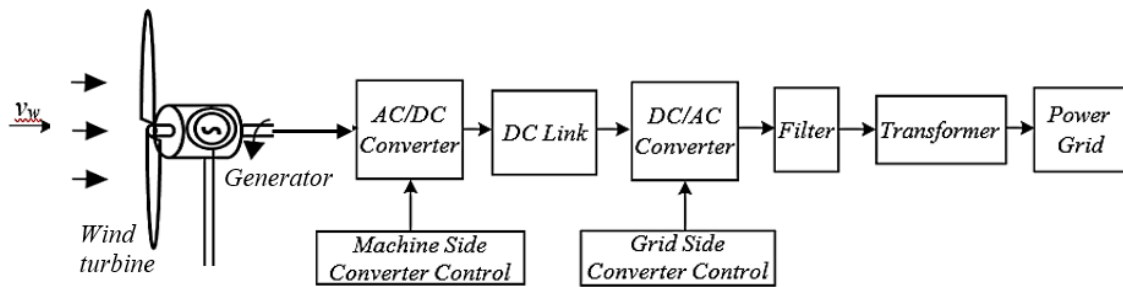 v_w
Wind
turbine
Generator
AC/DC
Converter
DC Link
DC/AC
Converter
Filter
Transformer
Power
Grid
Machine Side
Converter Control
Grid Side
Converter Control